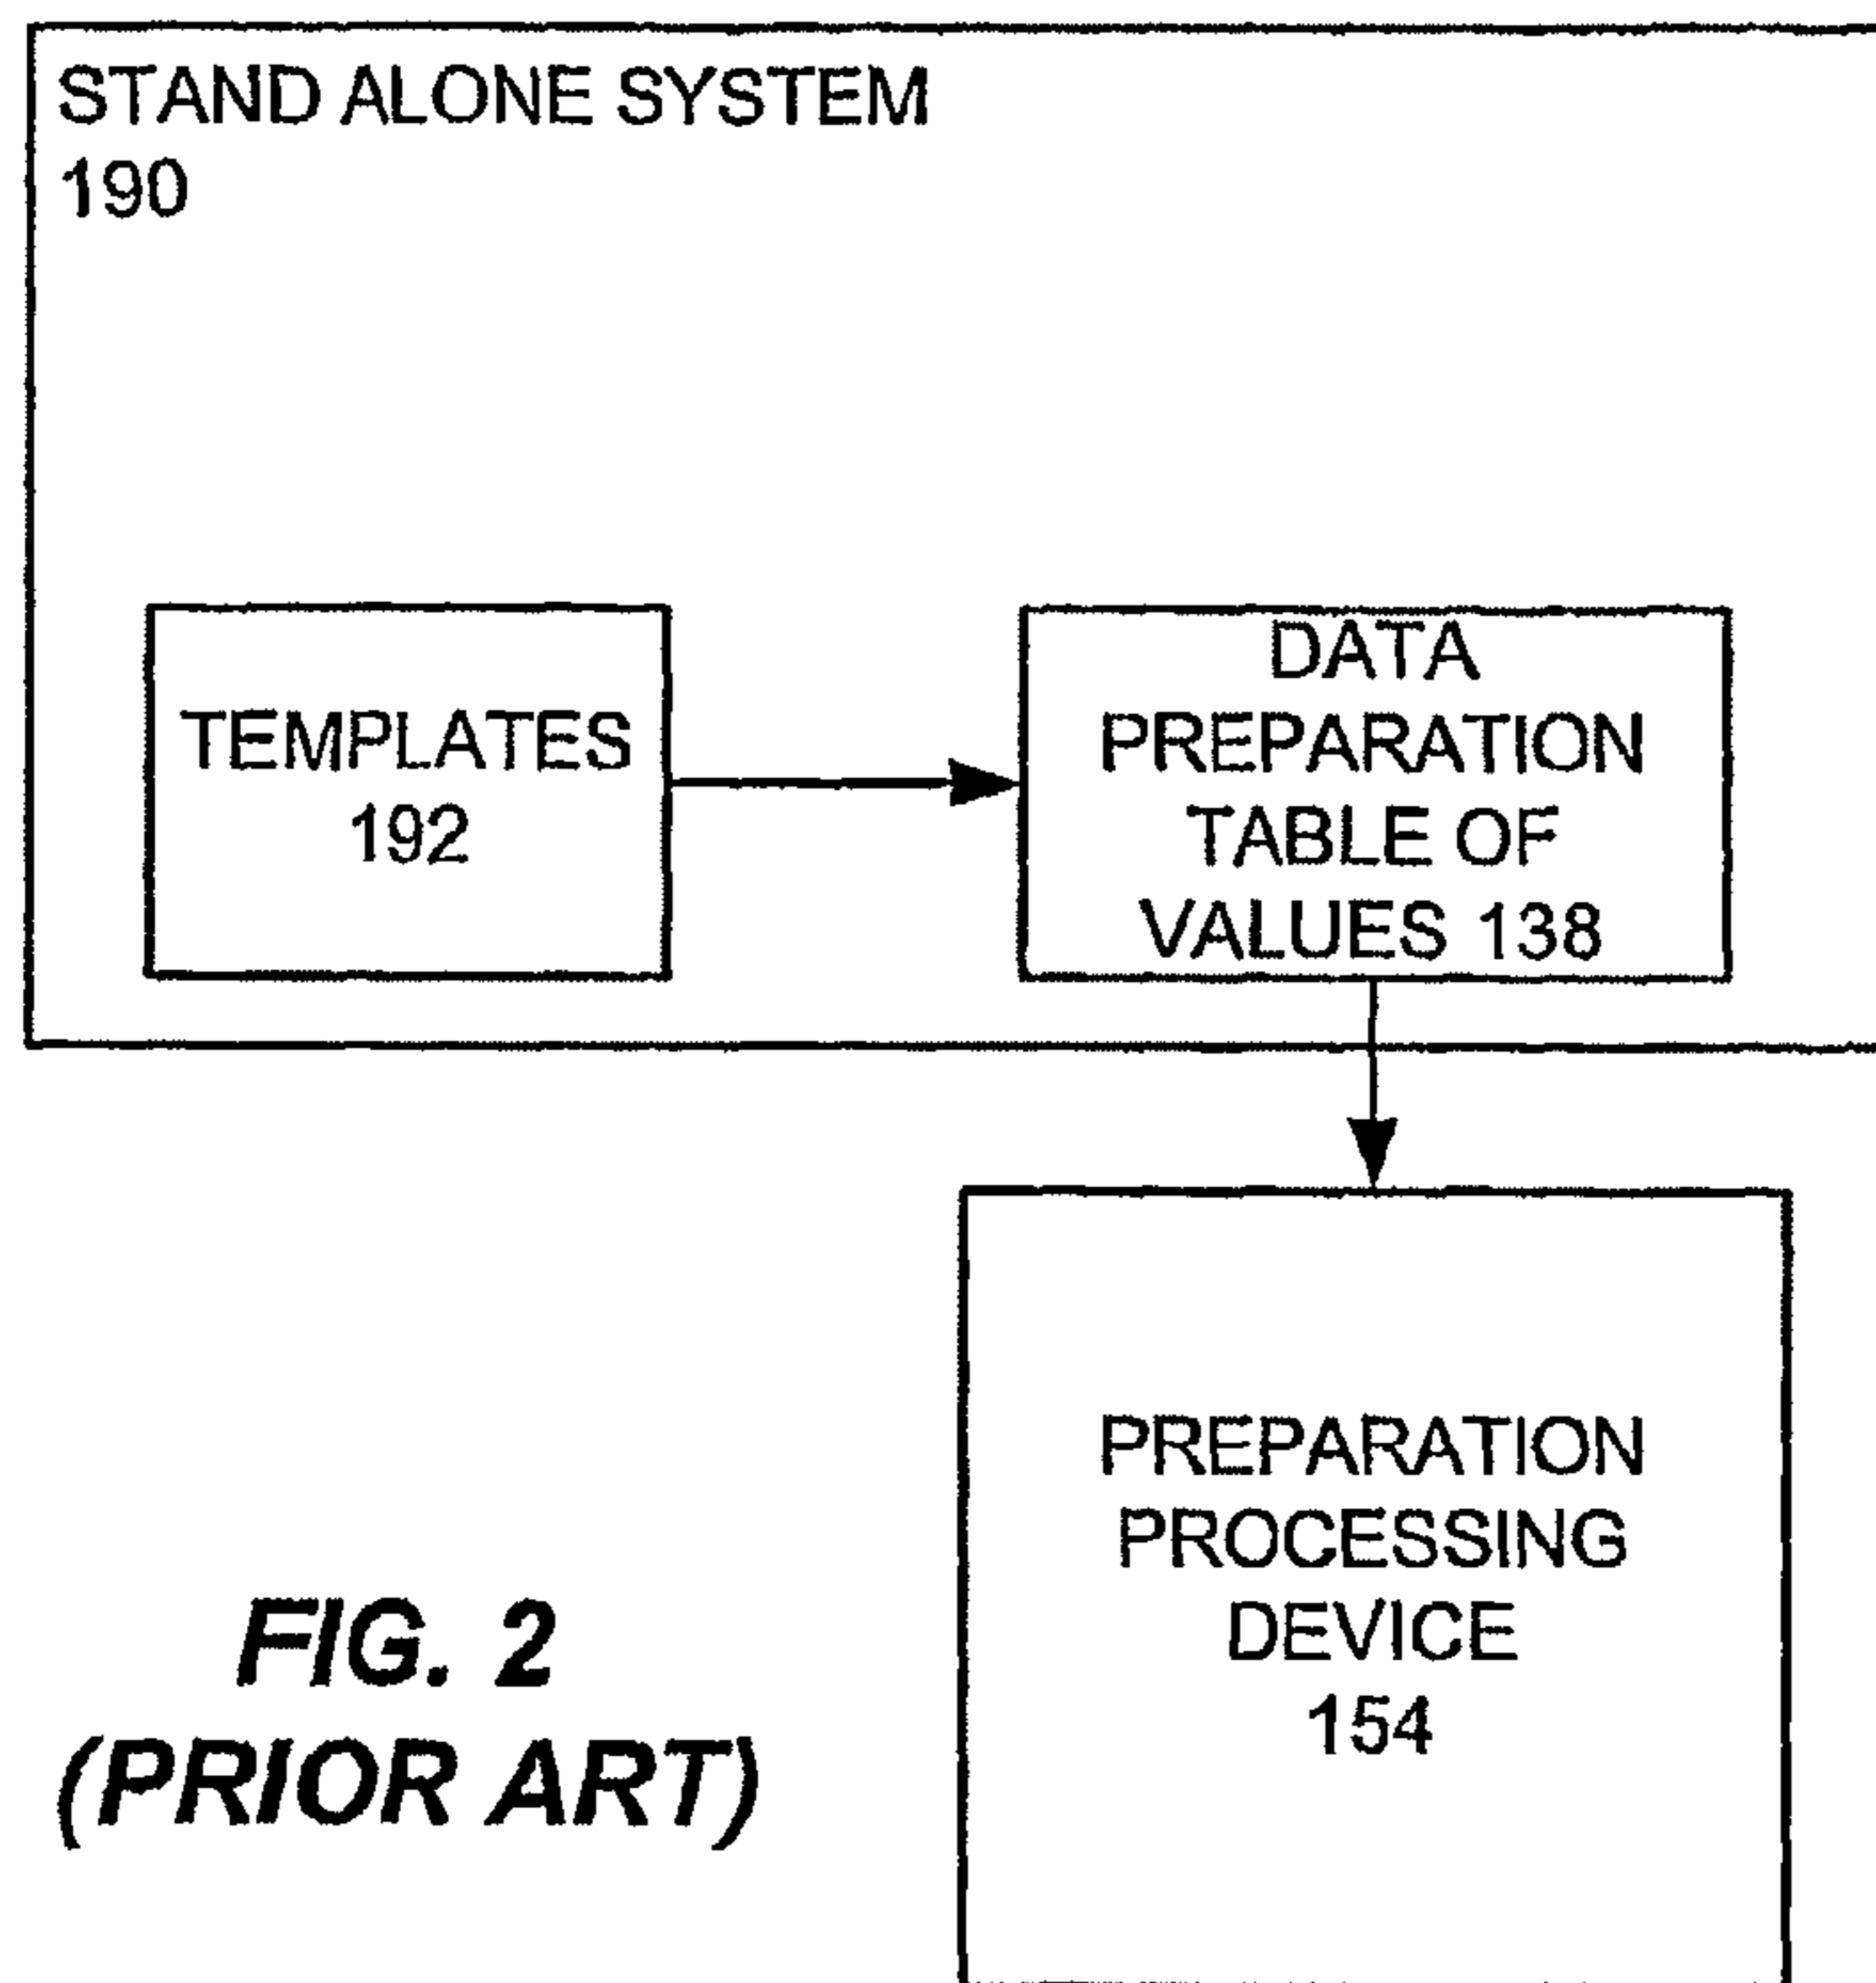 STAND ALONE SYSTEM
190
TEMPLATES
192
DATA
PREPARATION
TABLE OF
VALUES 138
PREPARATION
PROCESSING
DEVICE
154
FIG. 2
(PRIOR ART)